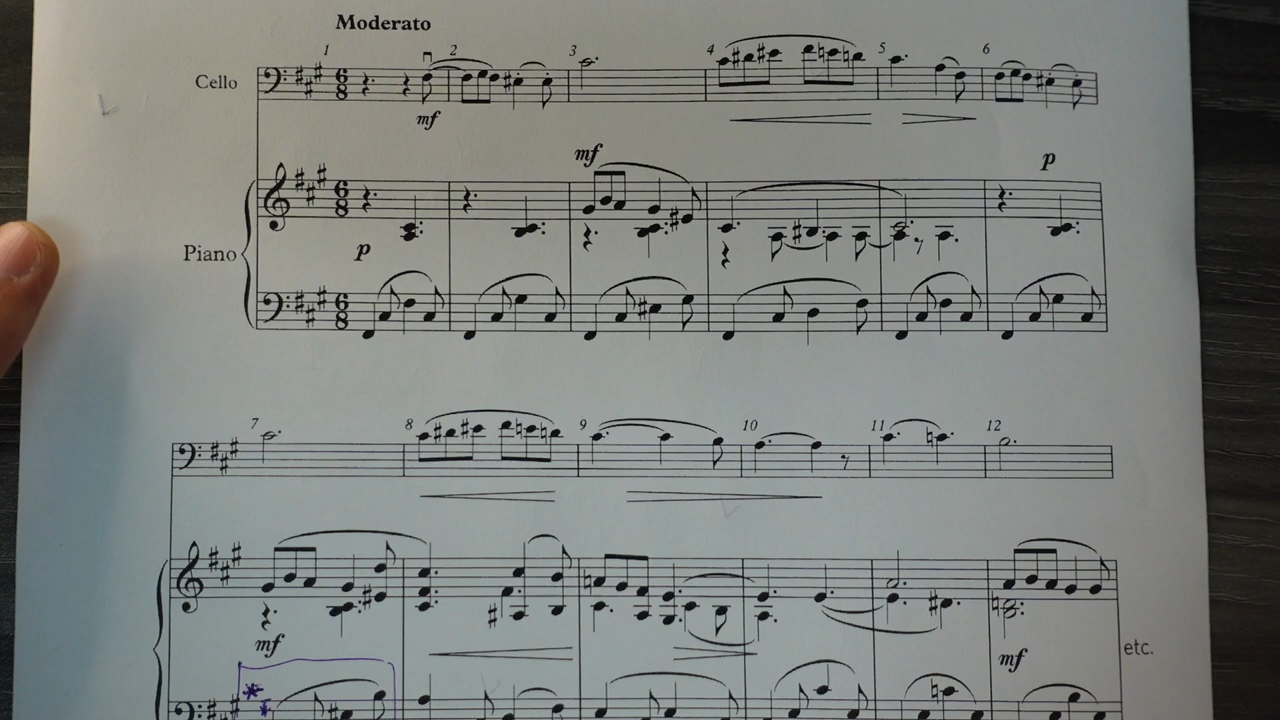 Moderato
1 2 3 4 5 6
Cello
mf
mf
p
Piano
p
7 8 9 10 11 12
mf
mf
etc.
*